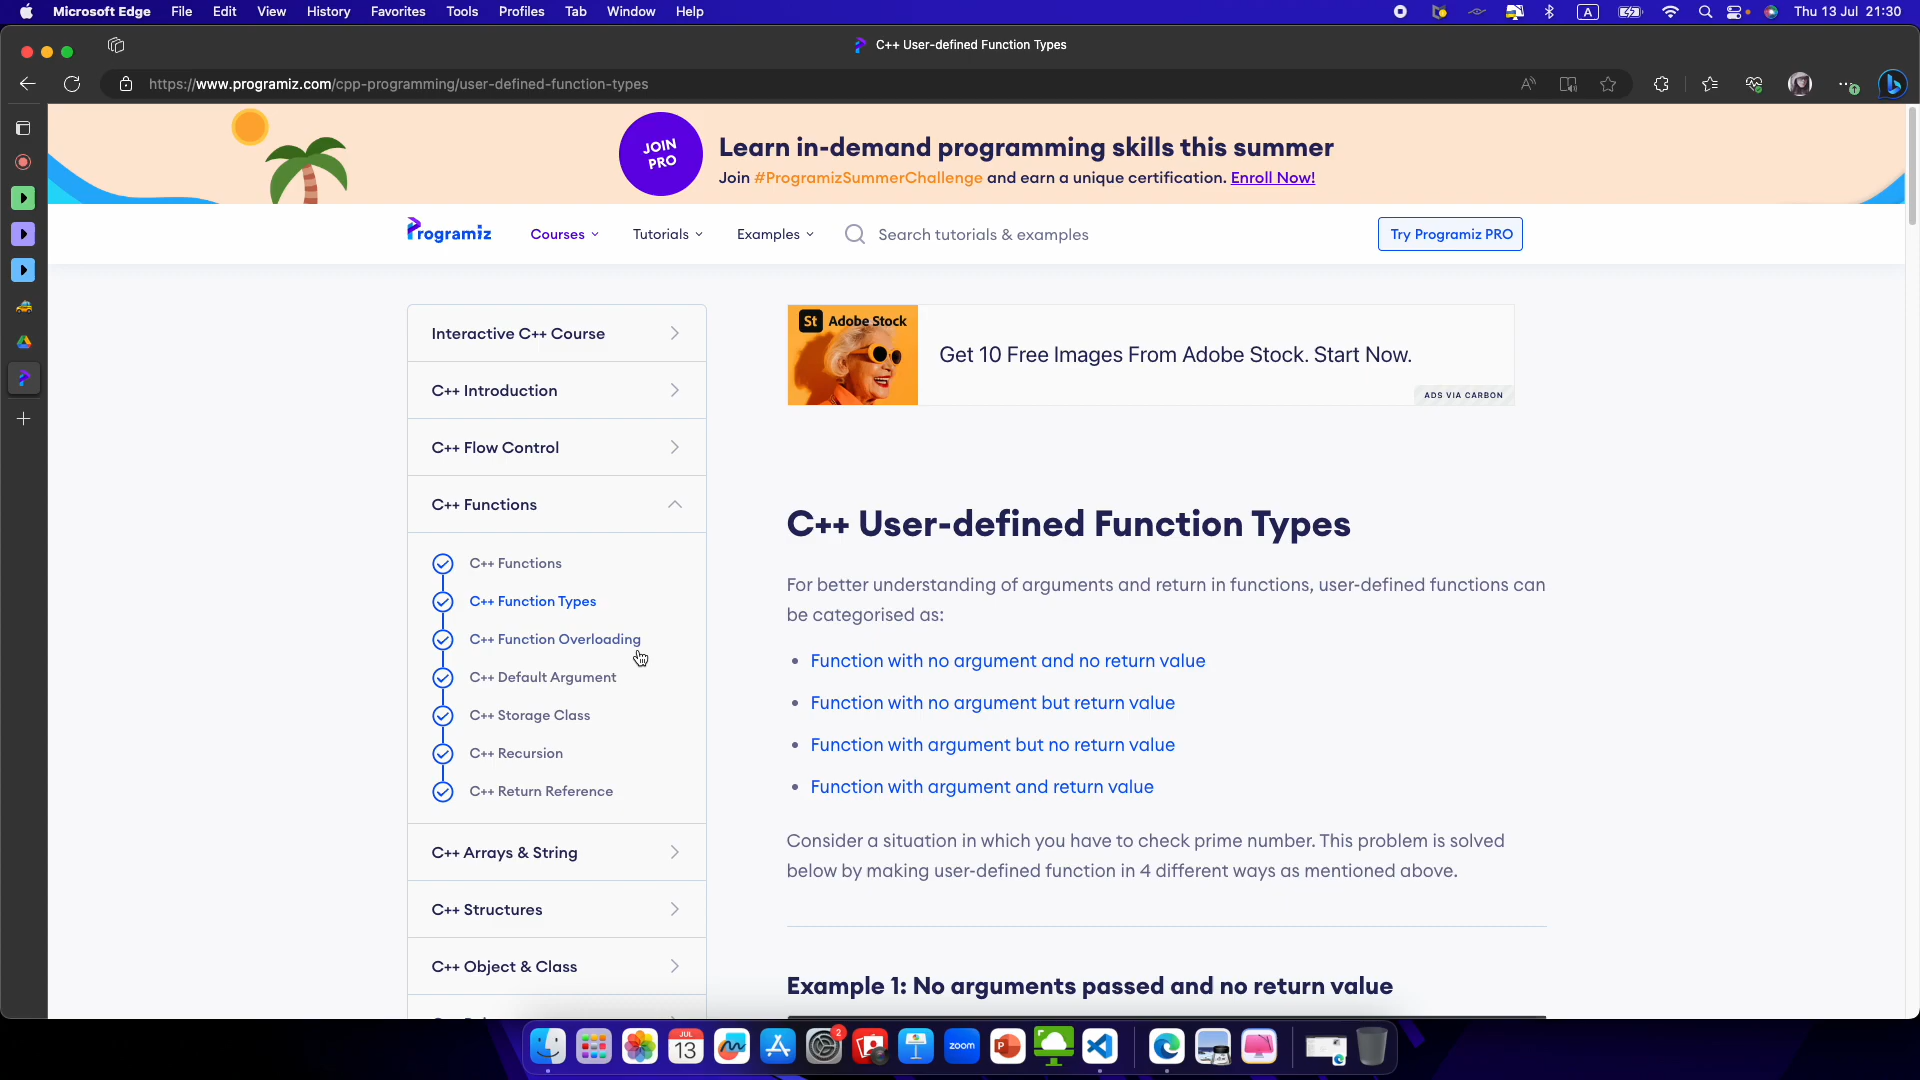 Microsoft Edge File Edit View History Favorites Tools Profiles Tab Window Help A Thu 13 Jul 21:30
C++ User-defined Function Types
https://www.programiz.com/cpp-programming/user-defined-function-types
JOIN
PRO
Learn in-demand programming skills this summer
Join #ProgramizSummerChallenge and earn a unique certification. Enroll Now!
Programiz Courses Tutorials Examples Search tutorials & examples Try Programiz PRO
Interactive C++ Course
C++ Introduction
C++ Flow Control
C++ Functions
C++ Functions
C++ Function Types
C++ Function Overloading
C++ Default Argument
C++ Storage Class
C++ Recursion
C++ Return Reference
C++ Arrays & String
C++ Structures
C++ Object & Class
St Adobe Stock
Get 10 Free Images From Adobe Stock. Start Now.
ADS VIA CARBON
C++ User-defined Function Types
For better understanding of arguments and return in functions, user-defined functions can
be categorised as:
• Function with no argument and no return value
• Function with no argument but return value
• Function with argument but no return value
• Function with argument and return value
Consider a situation in which you have to check prime number. This problem is solved
below by making user-defined function in 4 different ways as mentioned above.
Example 1: No arguments passed and no return value
JUL
13
2
zoom
P